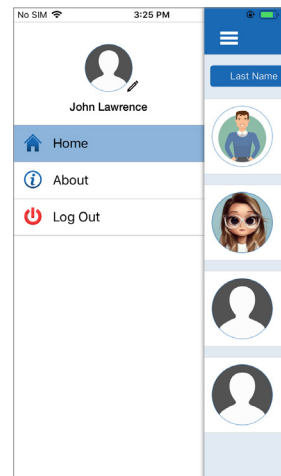 No SIM 3:25 PM
John Lawrence
Home
About
Log Out
Last Name